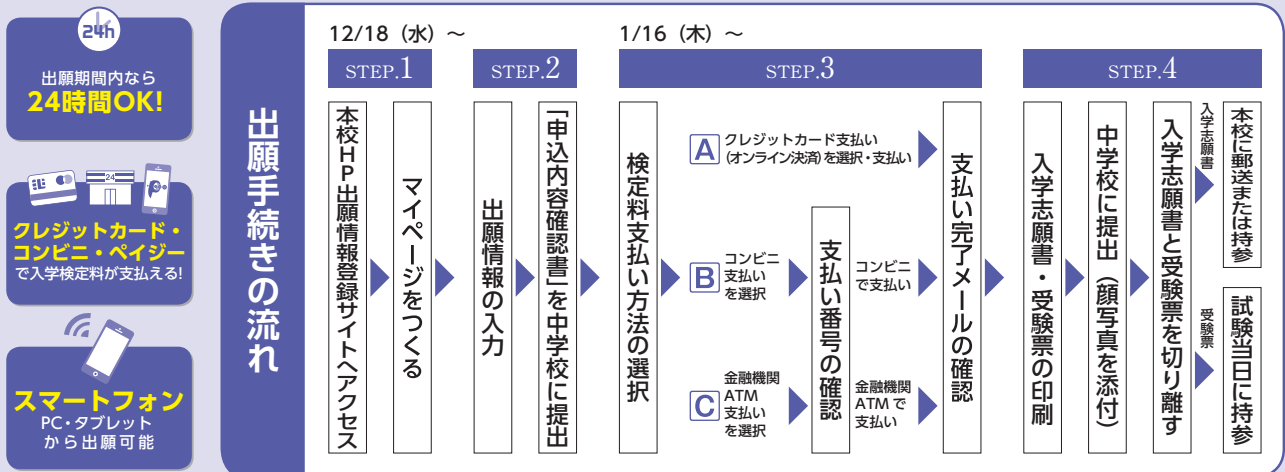 24h
出願期間内なら
24時間OK!
24
クレジットカード・
コンビニ・ペイジー
で入学検定料が支払える!
スマートフォン
PC・タブレット
から出願可能
出願手続きの流れ
12/18（水）～
STEP.1
本校HP出願情報登録サイトへアクセス
マイページをつくる
STEP.2
出願情報の入力
「申込内容確認書」を中学校に提出
1/16（木）～
STEP.3
検定料支払い方法の選択
A
クレジットカード支払い
(オンライン決済)を選択・支払い
B
コンビニ
支払い
を選択
C
金融機関
ATM
支払い
を選択
支払い番号の確認
コンビニ
で支払い
金融機関
ATMで
支払い
支払い完了メールの確認
STEP.4
入学志願書・受験票の印刷
中学校に提出（顔写真を添付）
入学志願書と受験票を切り離す
入学志願書
本校に郵送または持参
受験票
試験当日に持参